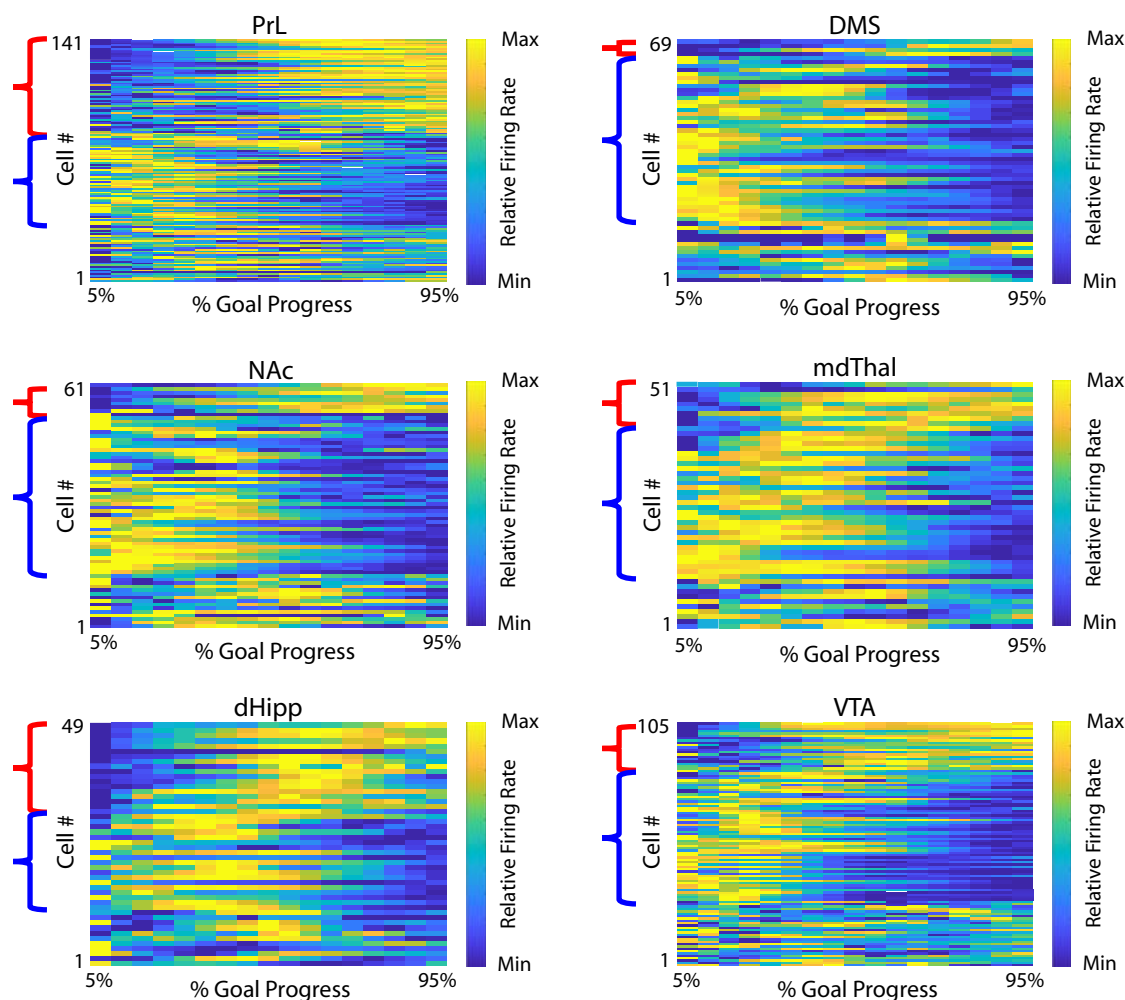 PrL
141
Cell #
1
5%
95%
% Goal Progress
Max
Relative Firing Rate
Min
DMS
69
Cell #
1
5%
95%
% Goal Progress
Max
Relative Firing Rate
Min
NAc
61
Cell #
1
5%
95%
% Goal Progress
Max
Relative Firing Rate
Min
mdThal
51
Cell #
1
5%
95%
% Goal Progress
Max
Relative Firing Rate
Min
dHipp
49
Cell #
1
5%
95%
% Goal Progress
Max
Relative Firing Rate
Min
VTA
105
Cell #
1
5%
95%
% Goal Progress
Max
Relative Firing Rate
Min